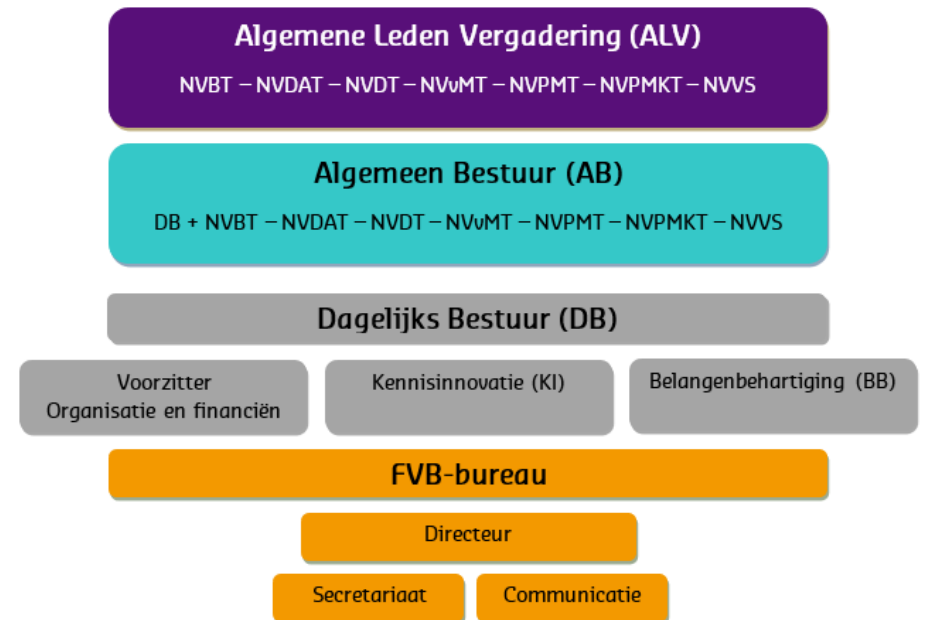 Algemene Leden Vergadering (ALV)
NVBT – NVDAT – NVDT – NVvMT – NVPMT – NVPMKT – NVVS
Algemeen Bestuur (AB)
DB + NVBT – NVDAT – NVDT – NVvMT – NVPMT – NVPMKT – NVVS
Dagelijks Bestuur (DB)
Voorzitter
Organisatie en financiën
Kennisinnovatie (KI)
Belangenbehartiging (BB)
FVB-bureau
Directeur
Secretariaat
Communicatie